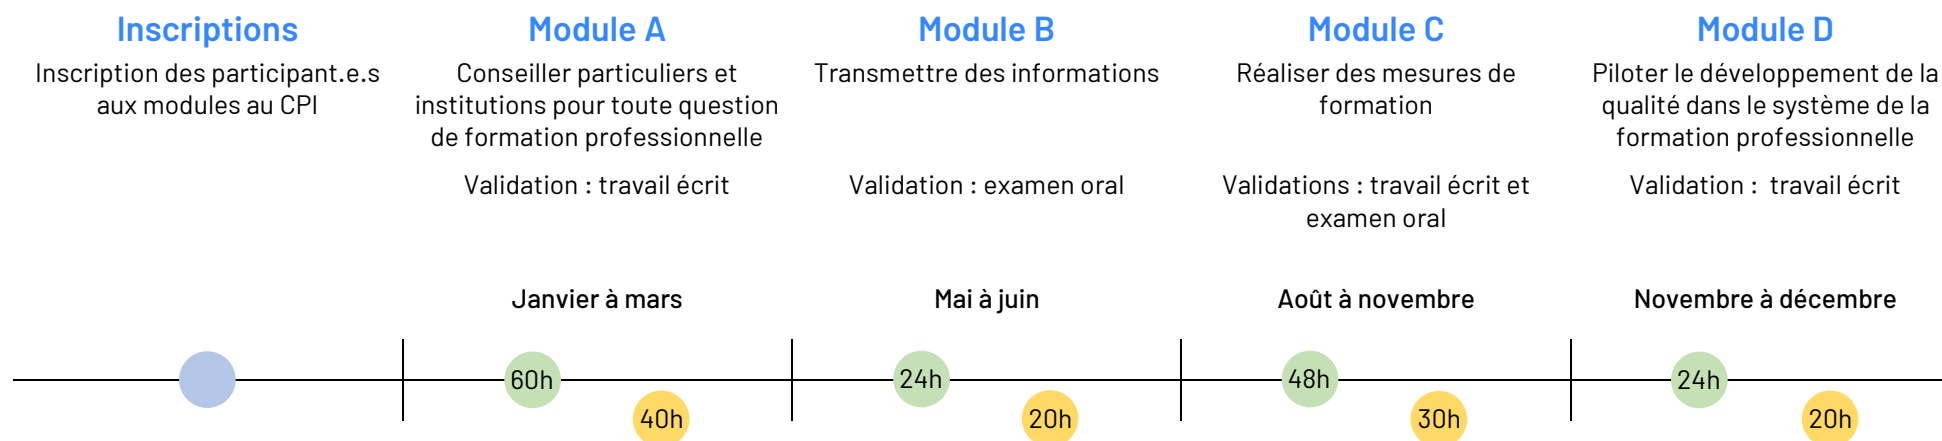 Inscriptions
Inscription des participant.e.s
aux modules au CPI
Module A
Conseiller particuliers et
institutions pour toute question
de formation professionnelle
Validation : travail écrit
Janvier à mars
60h
40h
Module B
Transmettre des informations
Validation : examen oral
Mai à juin
24h
20h
Module C
Réaliser des mesures de
formation
Validations : travail écrit et
examen oral
Août à novembre
48h
30h
Module D
Piloter le développement de la
qualité dans le système de la
formation professionnelle
Validation :  travail écrit
Novembre à décembre
24h
20h